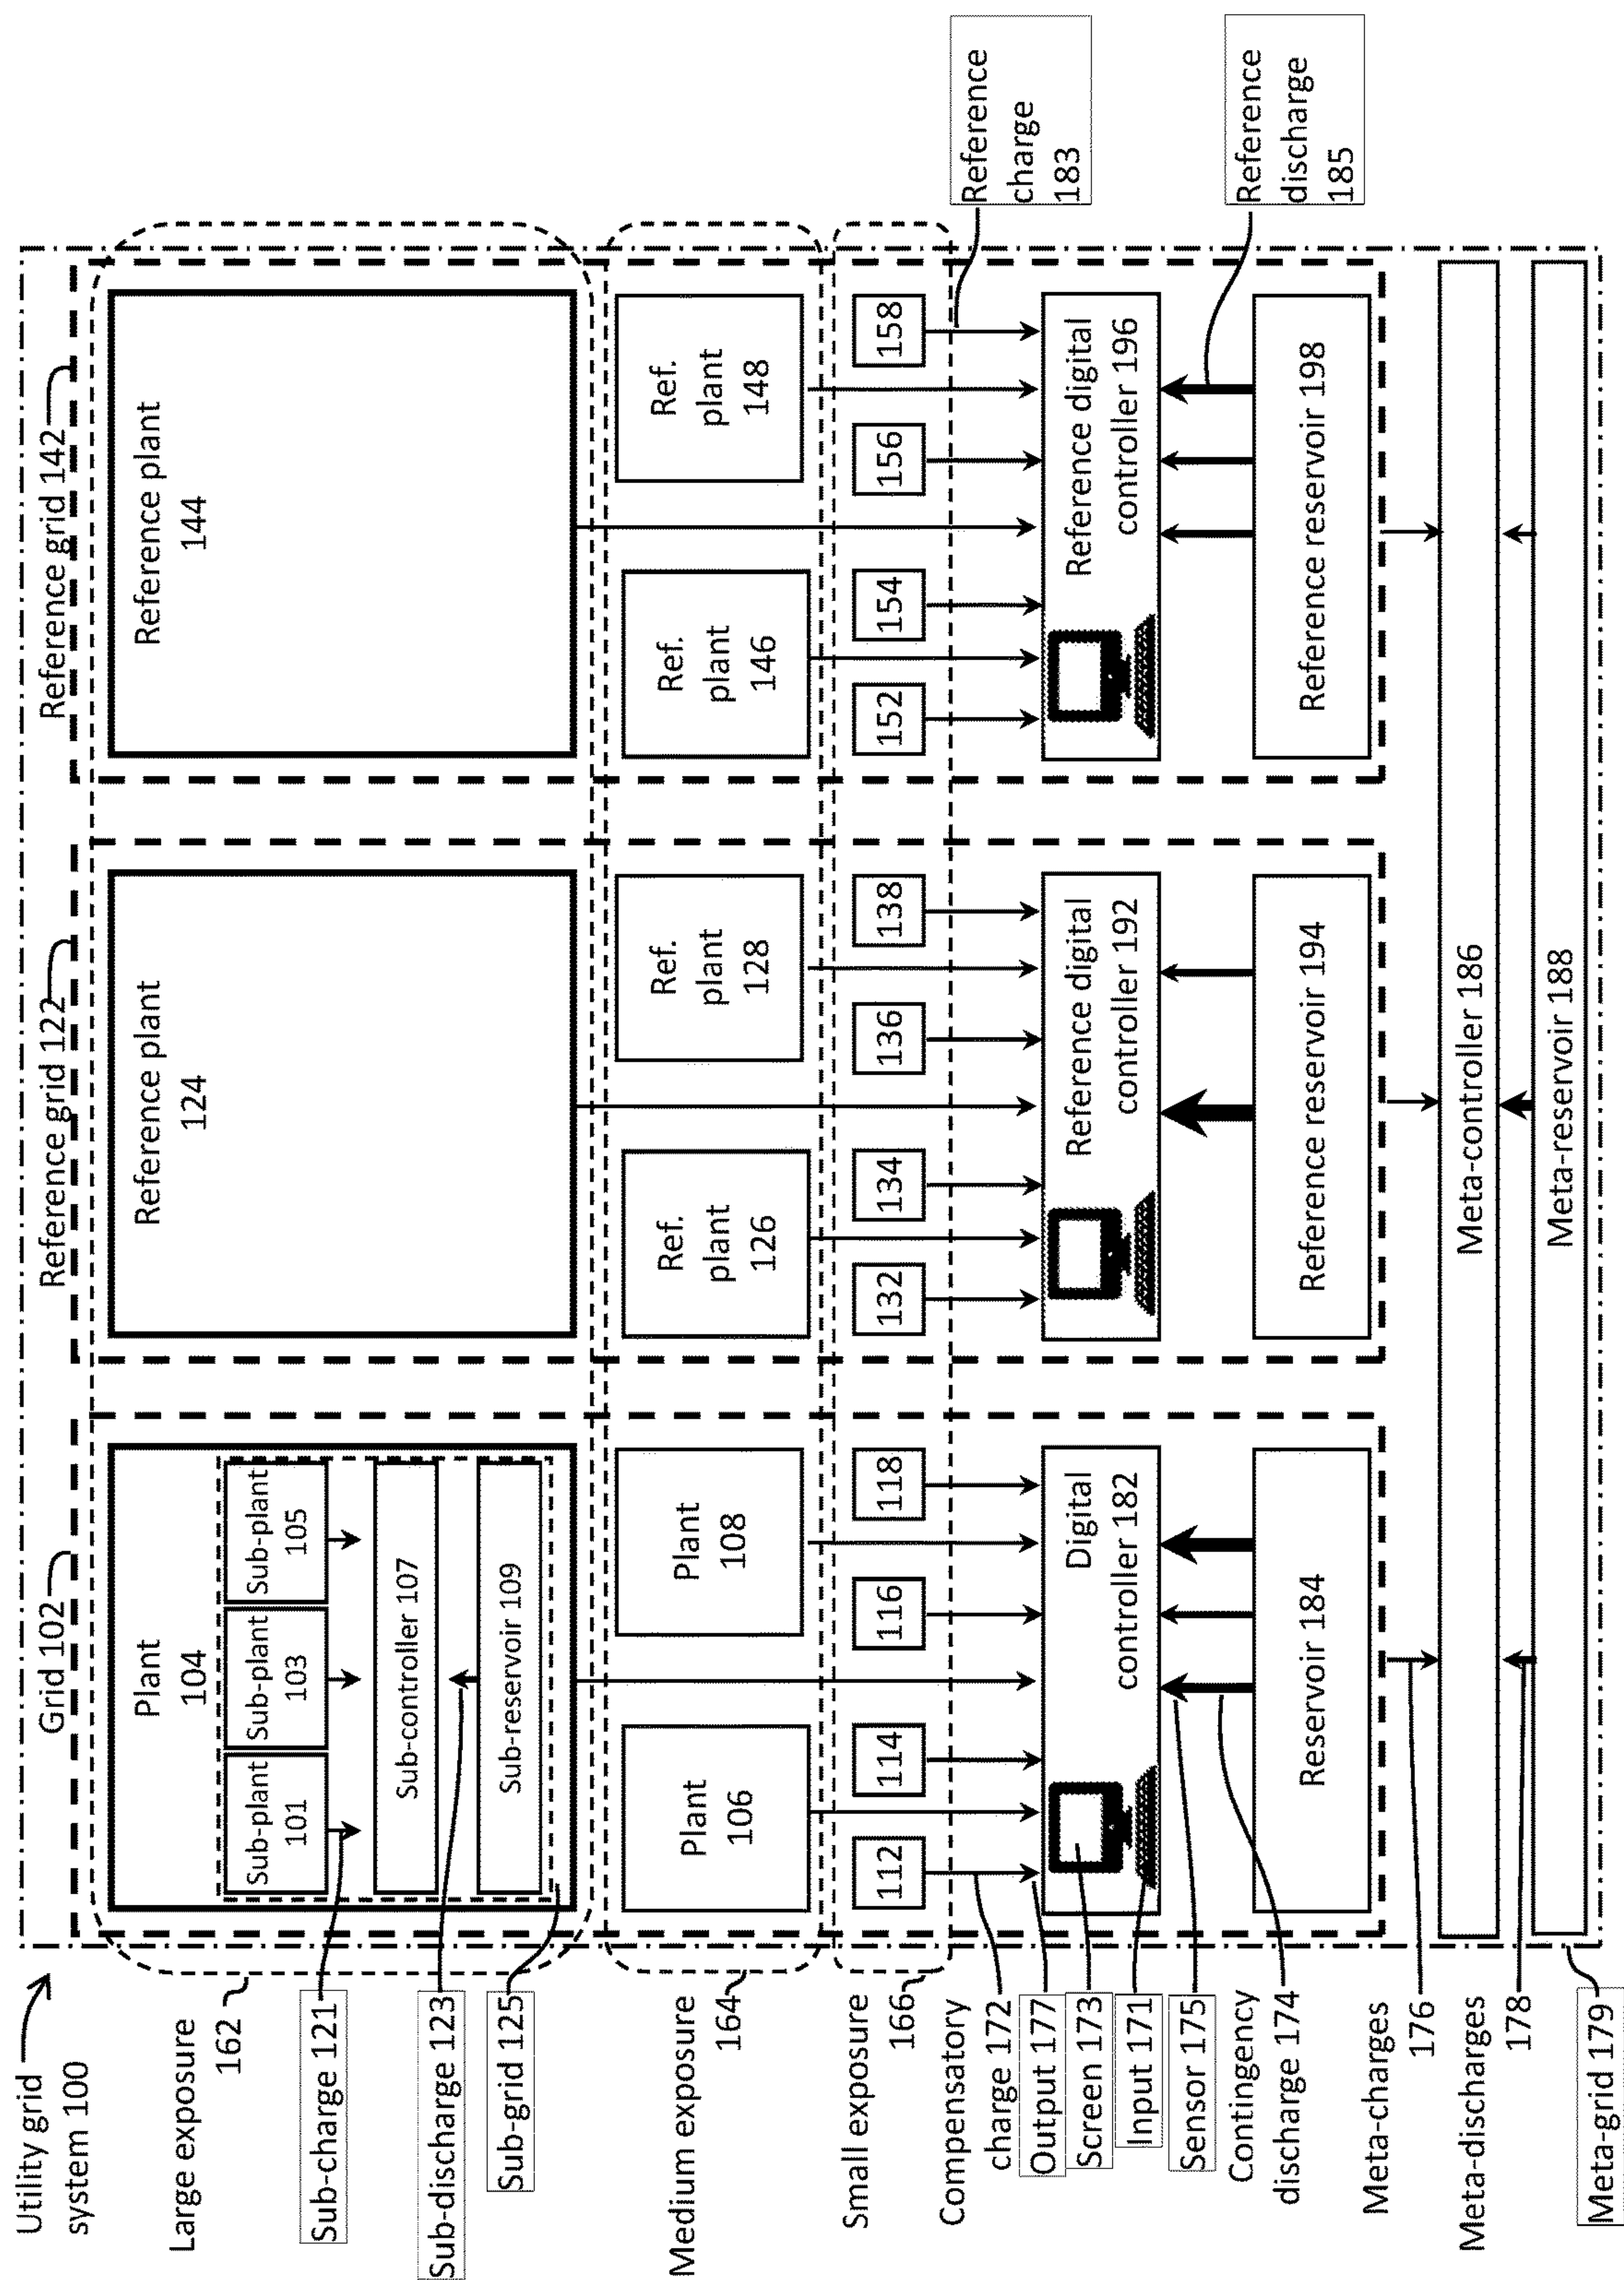 Utility grid
system 100
Grid 102
Reference grid 122
Reference grid 142
Large exposure
162
Plant
104
Sub-plant
101
Sub-plant
103
Sub-plant
105
Sub-controller 107
Sub-reservoir 109
Sub-charge 121
Sub-discharge 123
Sub-grid 125
Reference plant
124
Reference plant
144
Medium exposure
164
Plant
106
Plant
108
Ref.
plant
126
Ref.
plant
128
Ref.
plant
146
Ref.
plant
148
Small exposure
166
112
114
116
118
132
134
136
138
152
154
156
158
Compensatory
charge 172
Output 177
Screen 173
Input 171
Sensor 175
Contingency
discharge 174
Digital
controller 182
Reference digital
controller 192
Reference digital
controller 196
Reference
charge
183
Reservoir 184
Reference reservoir 194
Reference reservoir 198
Reference
discharge
185
Meta-charges
176
Meta-controller 186
Meta-discharges
178
Meta-reservoir 188
Meta-grid 179